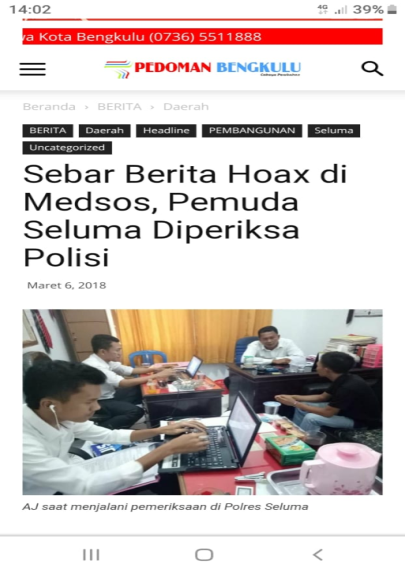 14:02
4G 39%
va Kota Bengkulu (0736) 5511888
PEDOMAN BENGKULU
Beranda › BERITA › Daerah
BERITA Daerah Headline PEMBANGUNAN Seluma
Uncategorized
Sebar Berita Hoax di
Medsos, Pemuda
Seluma Diperiksa
Polisi
Maret 6, 2018
AJ saat menjalani pemeriksaan di Polres Seluma